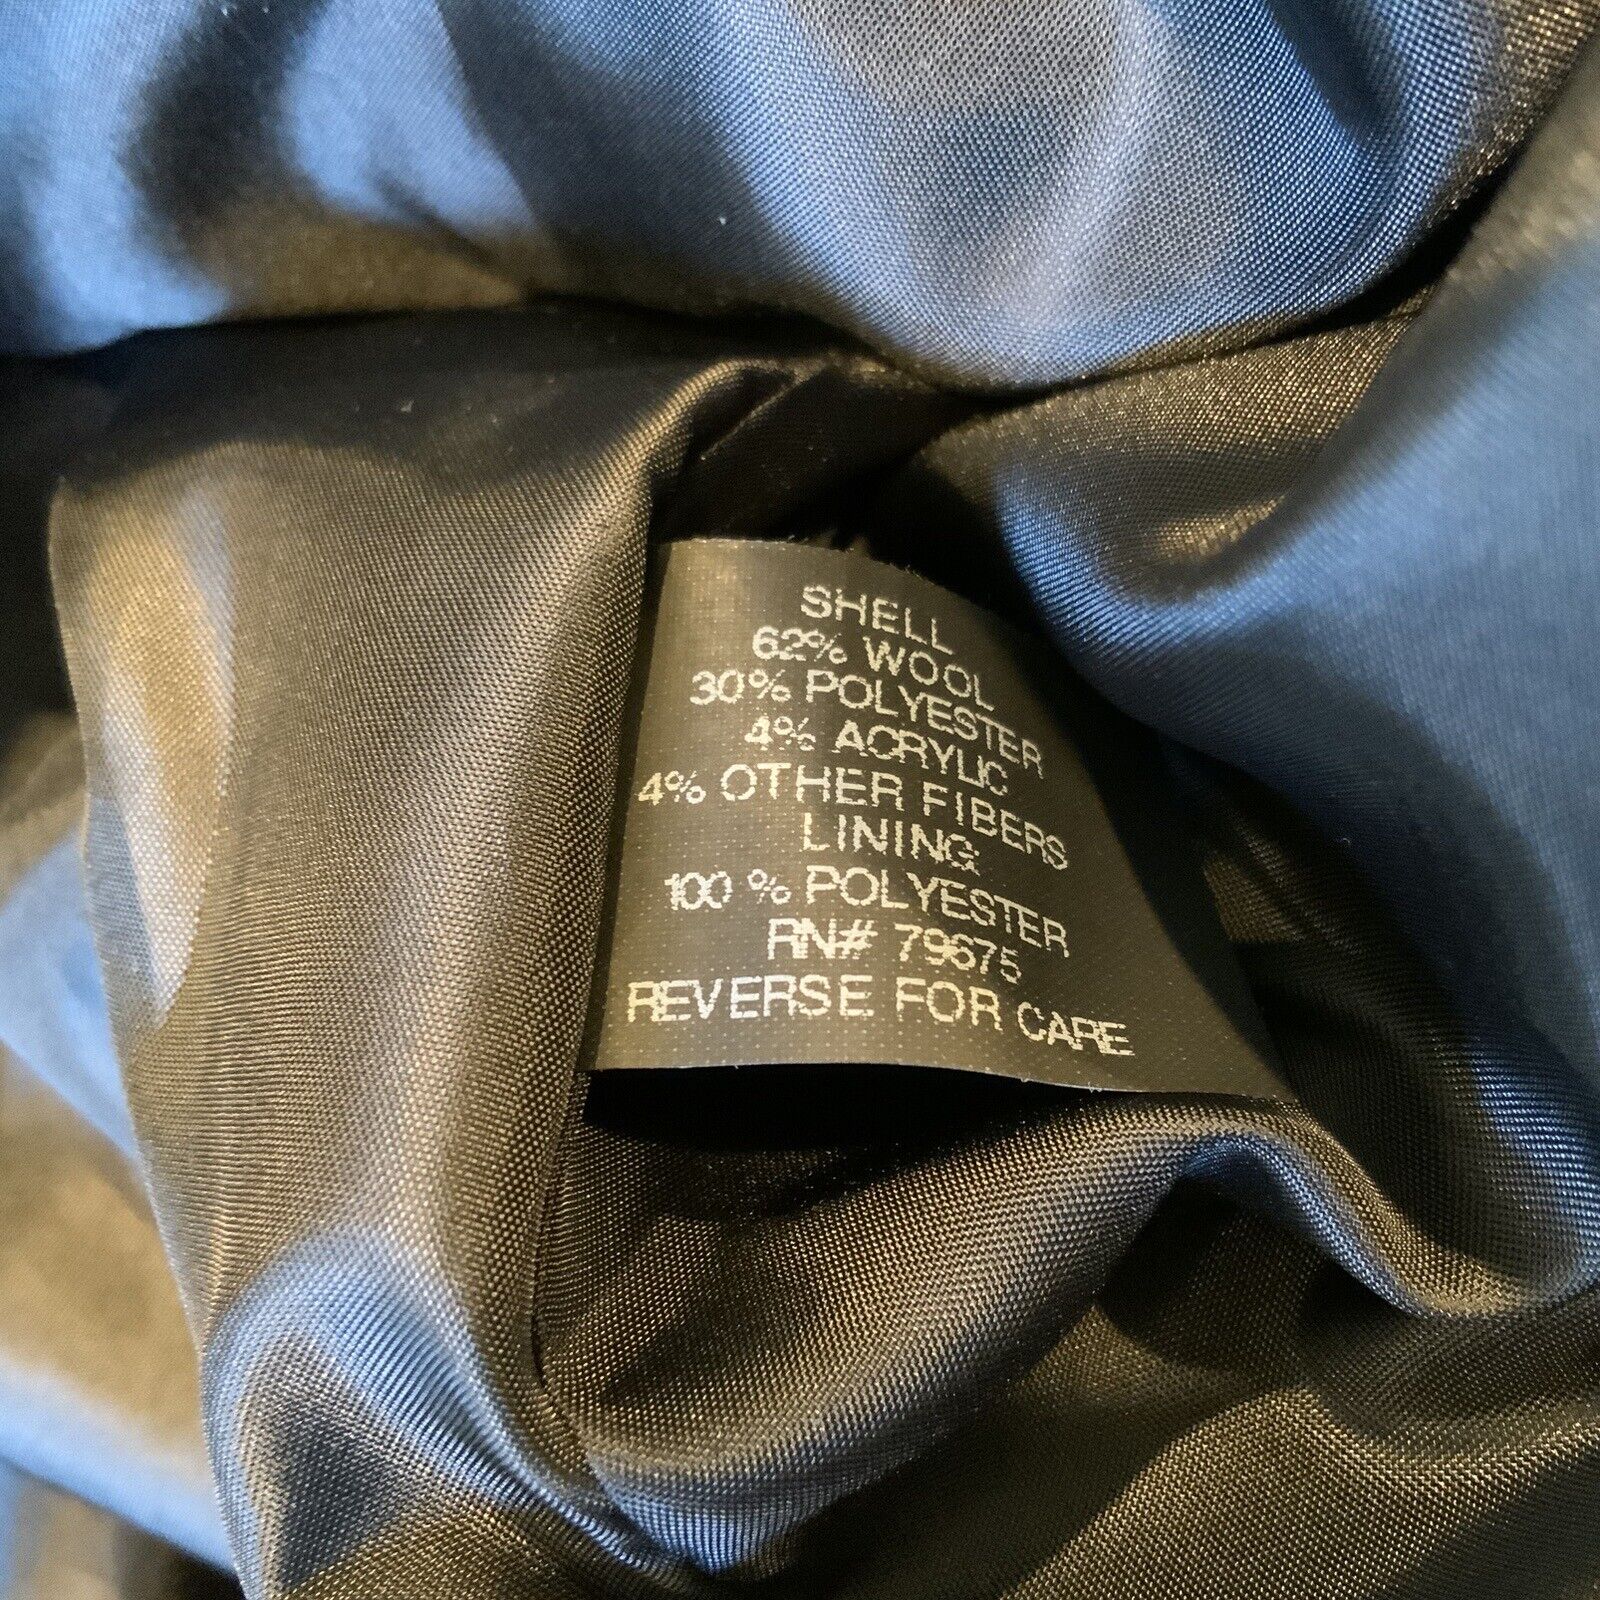 SHELL
62% WOOL
30% POLYESTER
4% ACRYLIC
4% OTHER FIBERS
LINING:
100 % POLYESTER
RN# 79675
REVERSE FOR CARE